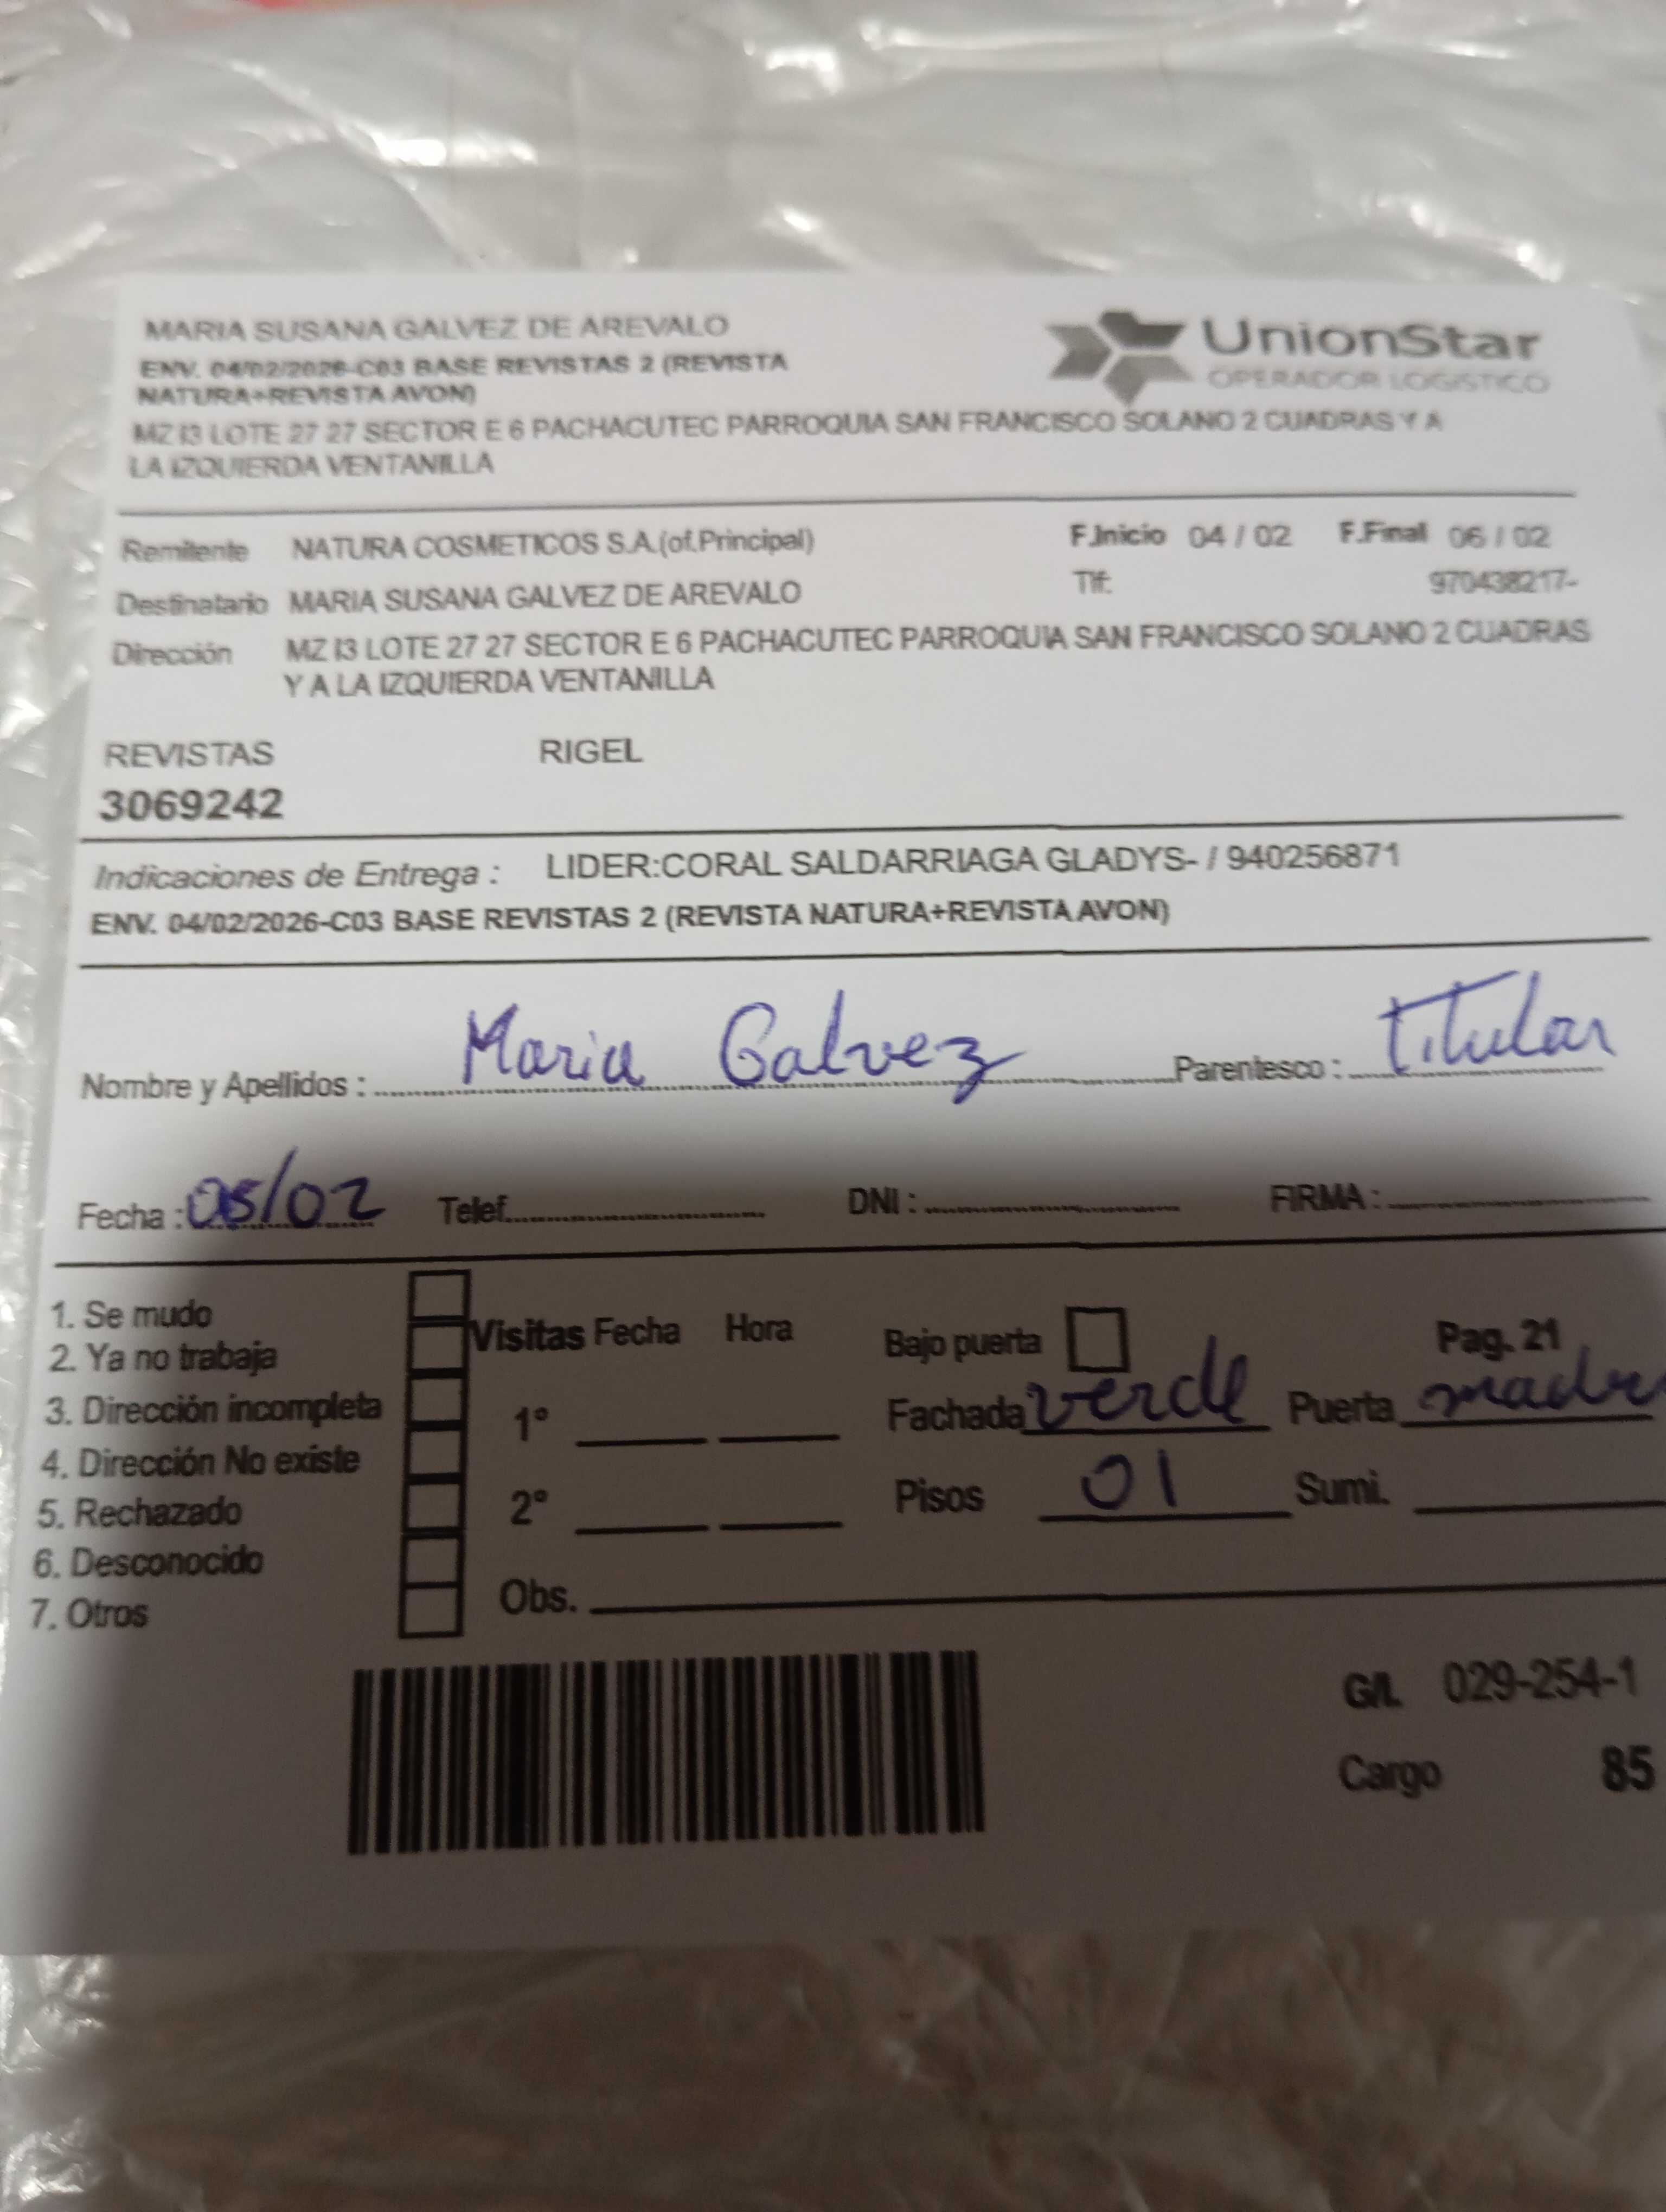 MARIA SUSANA GALVEZ DE AREVALO
ENV. 04/02/2026-C03 BASE REVISTAS 2 (REVISTA
NATURA+REVISTA AVON)
MZ I3 LOTE 27 27 SECTOR E 6 PACHACUTEC PARROQUIA SAN FRANCISCO SOLANO 2 CUADRAS Y A
LA IZQUIERDA VENTANILLA
UnionStar
OPERADOR LOGISTICO
Remitente NATURA COSMETICOS S.A.(of.Principal) F.Inicio 04 / 02 F.Final 06 / 02
Destinatario MARIA SUSANA GALVEZ DE AREVALO Tlf: 970438217-
Dirección MZ I3 LOTE 27 27 SECTOR E 6 PACHACUTEC PARROQUIA SAN FRANCISCO SOLANO 2 CUADRAS
Y A LA IZQUIERDA VENTANILLA
REVISTAS RIGEL
3069242
Indicaciones de Entrega : LIDER:CORAL SALDARRIAGA GLADYS- / 940256871
ENV. 04/02/2026-C03 BASE REVISTAS 2 (REVISTA NATURA+REVISTA AVON)
Nombre y Apellidos : Maria Galvez Parentesco : Titular
Fecha : 05/02 Telef. DNI : FIRMA :
1. Se mudo
2. Ya no trabaja
3. Dirección incompleta
4. Dirección No existe
5. Rechazado
6. Desconocido
7. Otros
Visitas Fecha Hora
1°
2°
Obs.
Bajo puerta Pag. 21
Fachada verde Puerta
Pisos 01 Sumi.
G/L 029-254-1
Cargo 85